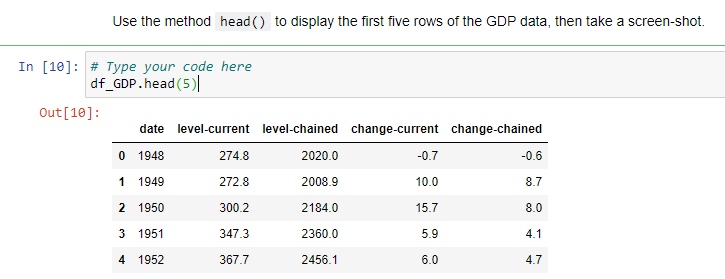 Use the method head() to display the first five rows of the GDP data, then take a screen-shot.
In [10]: # Type your code here
df_GDP.head(5)
Out[10]:
date level-current level-chained change-current change-chained
0 1948 274.8 2020.0 -0.7 -0.6
1 1949 272.8 2008.9 10.0 8.7
2 1950 300.2 2184.0 15.7 8.0
3 1951 347.3 2360.0 5.9 4.1
4 1952 367.7 2456.1 6.0 4.7